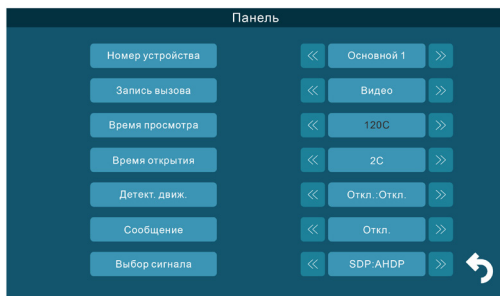 Панель
Номер устройства « Основной 1 »
Запись вызова « Видео »
Время просмотра « 120С »
Время открытия « 2С »
Детект. движ. « Откл.:Откл. »
Сообщение « Откл. »
Выбор сигнала « SDP:AHDP »